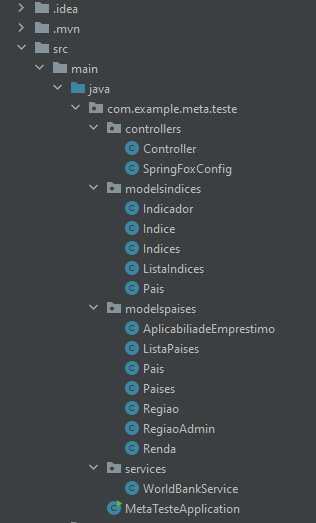 .idea
.mvn
src
main
java
com.example.meta.teste
controllers
Controller
SpringFoxConfig
modelsindices
Indicador
Indice
Indices
ListaIndices
Pais
modelspaises
AplicabiliadeEmprestimo
ListaPaises
Pais
Paises
Regiao
RegiaoAdmin
Renda
services
WorldBankService
MetaTesteApplication